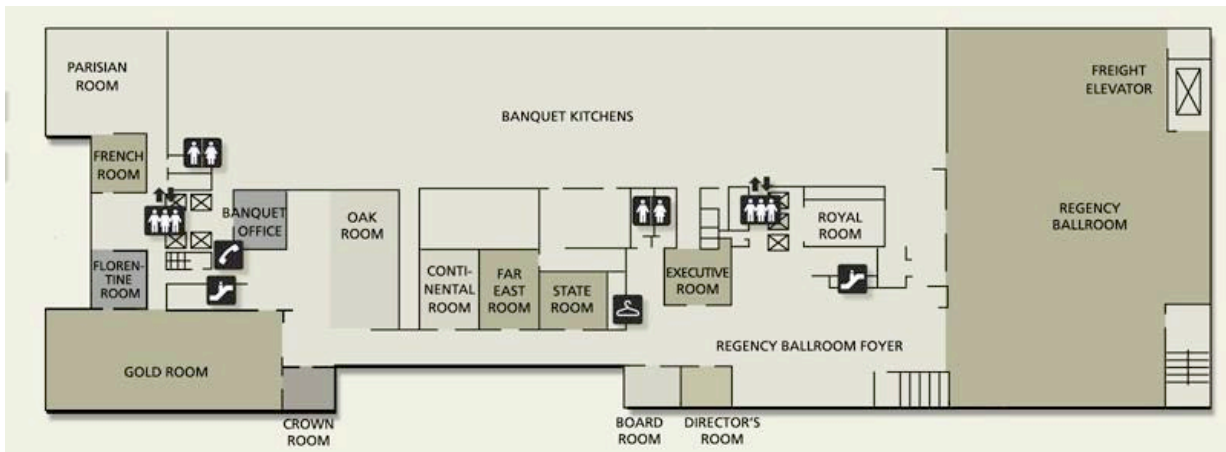 PARISIAN
ROOM
FREIGHT
ELEVATOR
BANQUET KITCHENS
FRENCH
ROOM
BANQUET
OFFICE
OAK
ROOM
ROYAL
ROOM
REGENCY
BALLROOM
FLOREN-
TINE
ROOM
CONTI-
NENTAL
ROOM
FAR
EAST
ROOM
STATE
ROOM
EXECUTIVE
ROOM
REGENCY BALLROOM FOYER
GOLD ROOM
CROWN
ROOM
BOARD
ROOM
DIRECTOR'S
ROOM